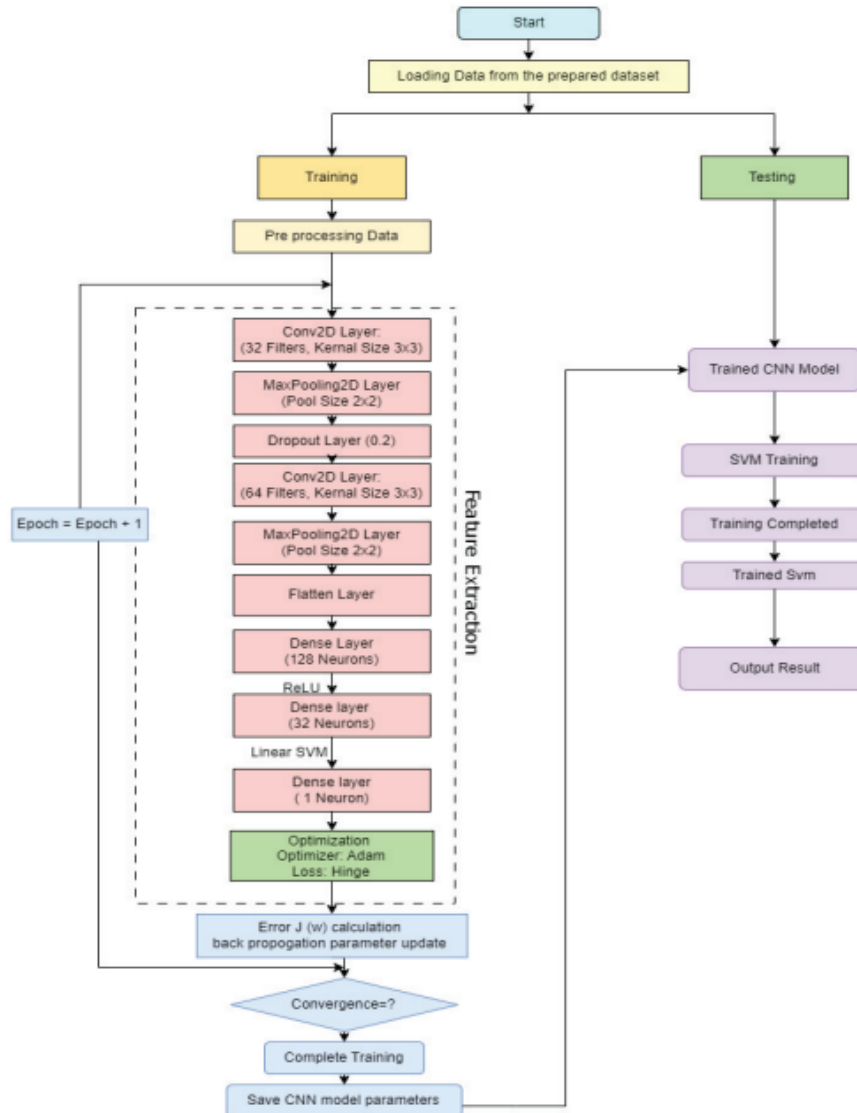 Start
Loading Data from the prepared dataset
Training
Testing
Pre processing Data
Conv2D Layer:
(32 Filters, Kernal Size 3x3)
MaxPooling2D Layer
(Pool Size 2x2)
Dropout Layer (0.2)
Conv2D Layer:
(64 Filters, Kernal Size 3x3)
MaxPooling2D Layer
(Pool Size 2x2)
Flatten Layer
Dense Layer
(128 Neurons)
ReLU
Dense layer
(32 Neurons)
Linear SVM
Dense layer
( 1 Neuron)
Optimization
Optimizer: Adam
Loss: Hinge
Feature Extraction
Epoch = Epoch + 1
Error J (w) calculation
back propogation parameter update
Convergence=?
Complete Training
Save CNN model parameters
Trained CNN Model
SVM Training
Training Completed
Trained Svm
Output Result